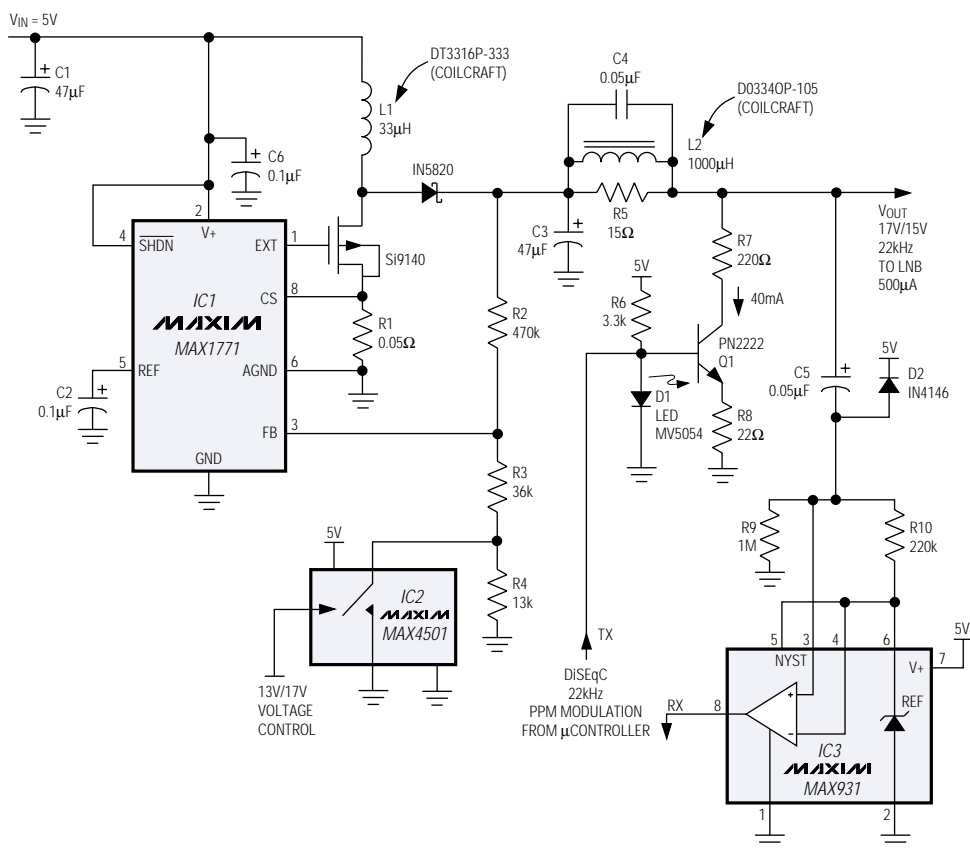 VIN = 5V
C1
47µF
DT3316P-333
(COILCRAFT)
L1
33µH
C6
0.1µF
C4
0.05µF
D0334OP-105
(COILCRAFT)
L2
1000µH
IN5820
R5
15Ω
C3
47µF
VOUT
17V/15V
22kHz
TO LNB
500µA
2
V+
4
SHDN
EXT
1
Si9140
IC1
MAXIM
MAX1771
CS
8
R1
0.05Ω
5
REF
AGND
6
C2
0.1µF
FB
3
GND
R2
470k
R3
36k
R4
13k
5V
R6
3.3k
R7
220Ω
40mA
PN2222
Q1
D1
LED
MV5054
R8
22Ω
C5
0.05µF
5V
D2
IN4146
R9
1M
R10
220k
5V
IC2
MAXIM
MAX4501
13V/17V
VOLTAGE
CONTROL
TX
DiSEqC
22kHz
PPM MODULATION
FROM µCONTROLLER
RX
8
5
3
4
6
NYST
V+
7
5V
+
−
REF
IC3
MAXIM
MAX931
1
2